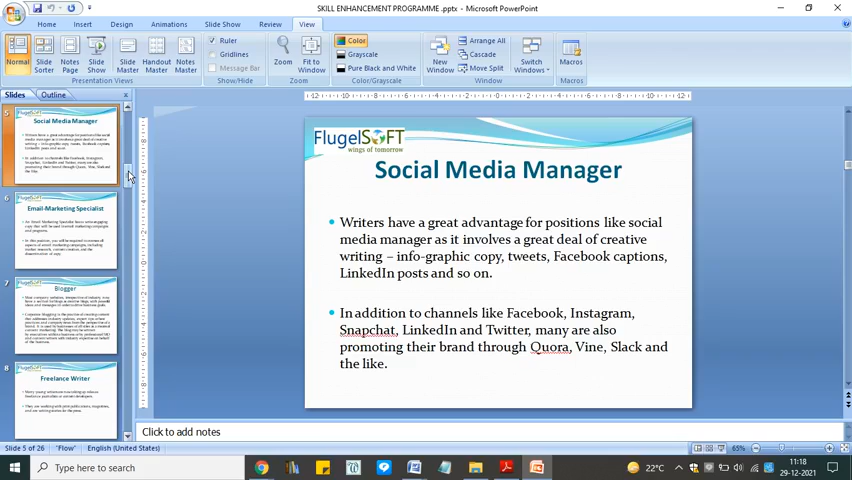 SKILL ENHANCEMENT PROGRAMME .pptx - Microsoft PowerPoint
Home Insert Design Animations Slide Show Review View
Normal Slide Sorter Notes Page Slide Show Slide Master Handout Master Notes Master
Ruler
Gridlines
Message Bar
Zoom Fit to Window
Color
Grayscale
Pure Black and White
New Window
Arrange All
Cascade
Move Split
Switch Windows
Macros
Presentation Views Show/Hide Zoom Color/Grayscale Window Macros
Slides Outline
5
FlugelSOFT
Social Media Manager
6
Email-Marketing Specialist
7
Blogger
8
Freelance Writer
FlugelSOFT
wings of tomorrow
Social Media Manager
Writers have a great advantage for positions like social
media manager as it involves a great deal of creative
writing – info-graphic copy, tweets, Facebook captions,
LinkedIn posts and so on.
In addition to channels like Facebook, Instagram,
Snapchat, LinkedIn and Twitter, many are also
promoting their brand through Quora, Vine, Slack and
the like.
Click to add notes
Slide 5 of 26 "Flow" English (United States) 65%
Type here to search
22°C
11:18
29-12-2021